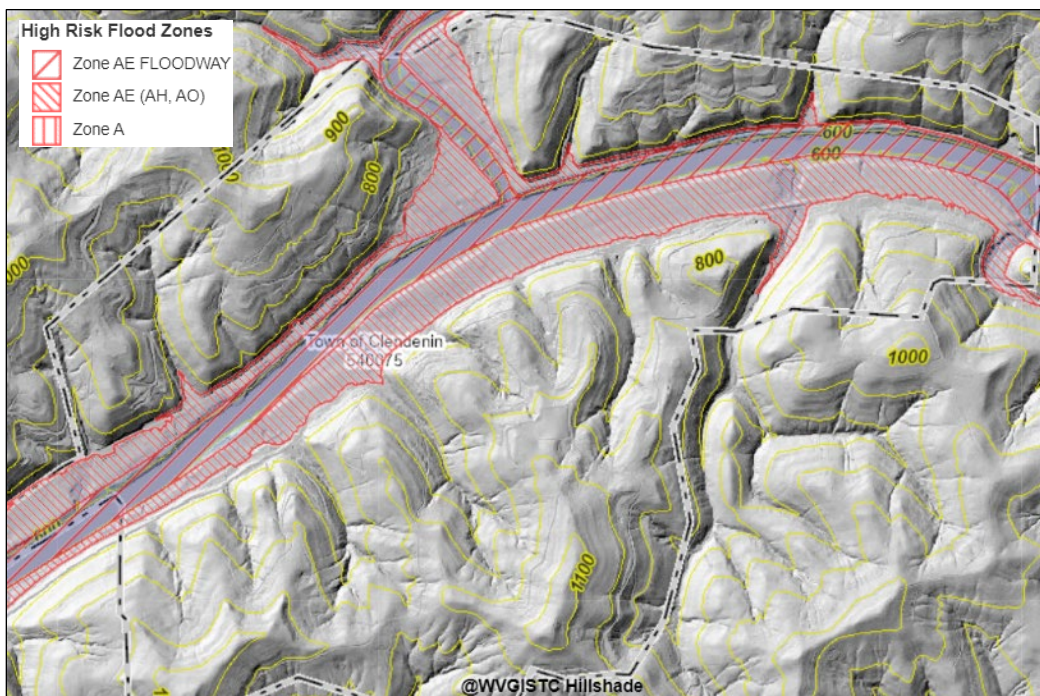 High Risk Flood Zones
Zone AE FLOODWAY
Zone AE (AH, AO)
Zone A
900
800
600
600
800
Town of Clendenin
540075
1000
600
1100
@WVGISTC Hillshade